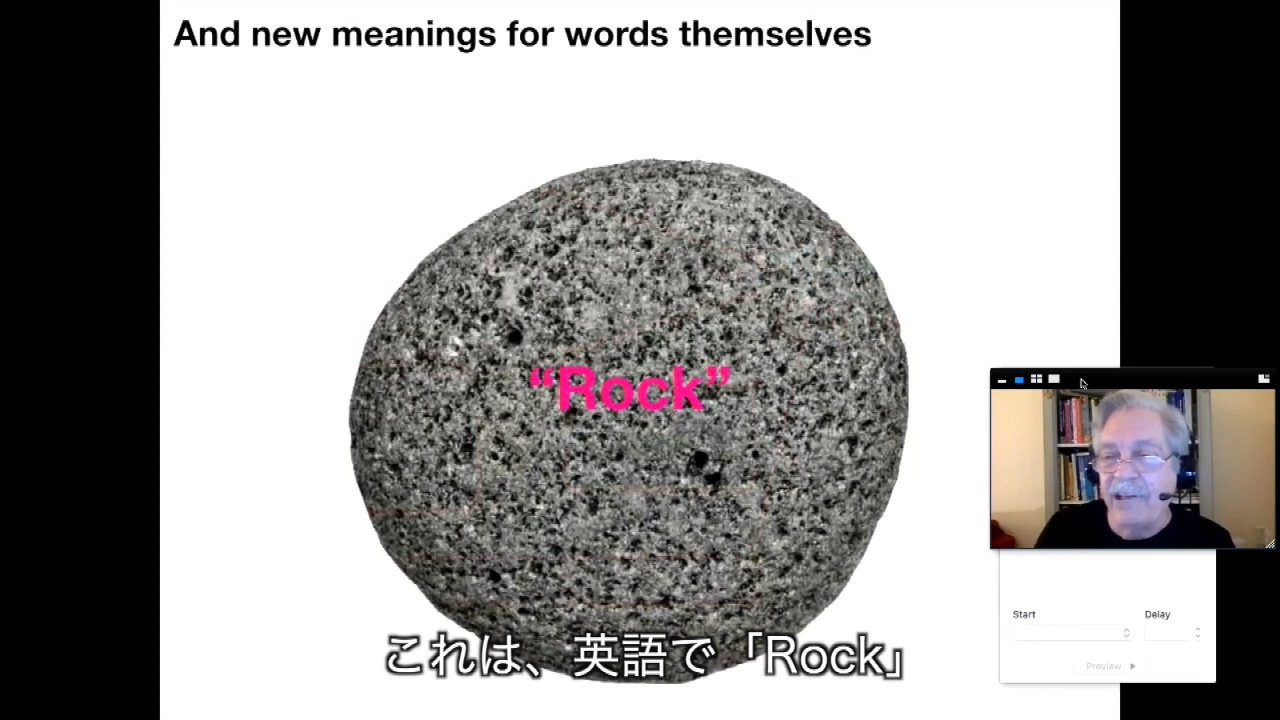 And new meanings for words themselves
“Rock”
Start
Delay
Preview
これは、英語で「Rock」